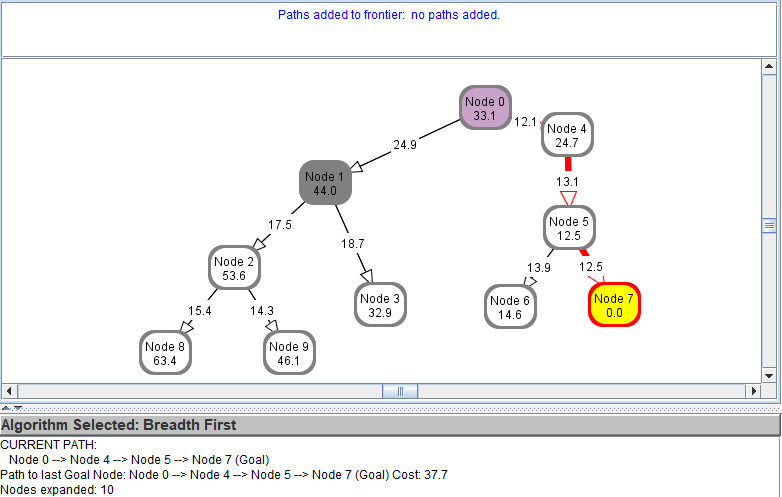 Paths added to frontier: no paths added.
Node 0
33.1
12.1
Node 4
24.7
24.9
Node 1
44.0
13.1
17.5
18.7
Node 5
12.5
Node 2
53.6
13.9
12.5
Node 3
32.9
Node 6
14.6
Node 7
0.0
15.4
14.3
Node 8
63.4
Node 9
46.1
Algorithm Selected: Breadth First
CURRENT PATH:
Node 0 --> Node 4 --> Node 5 --> Node 7 (Goal)
Path to last Goal Node: Node 0 --> Node 4 --> Node 5 --> Node 7 (Goal) Cost: 37.7
Nodes expanded: 10